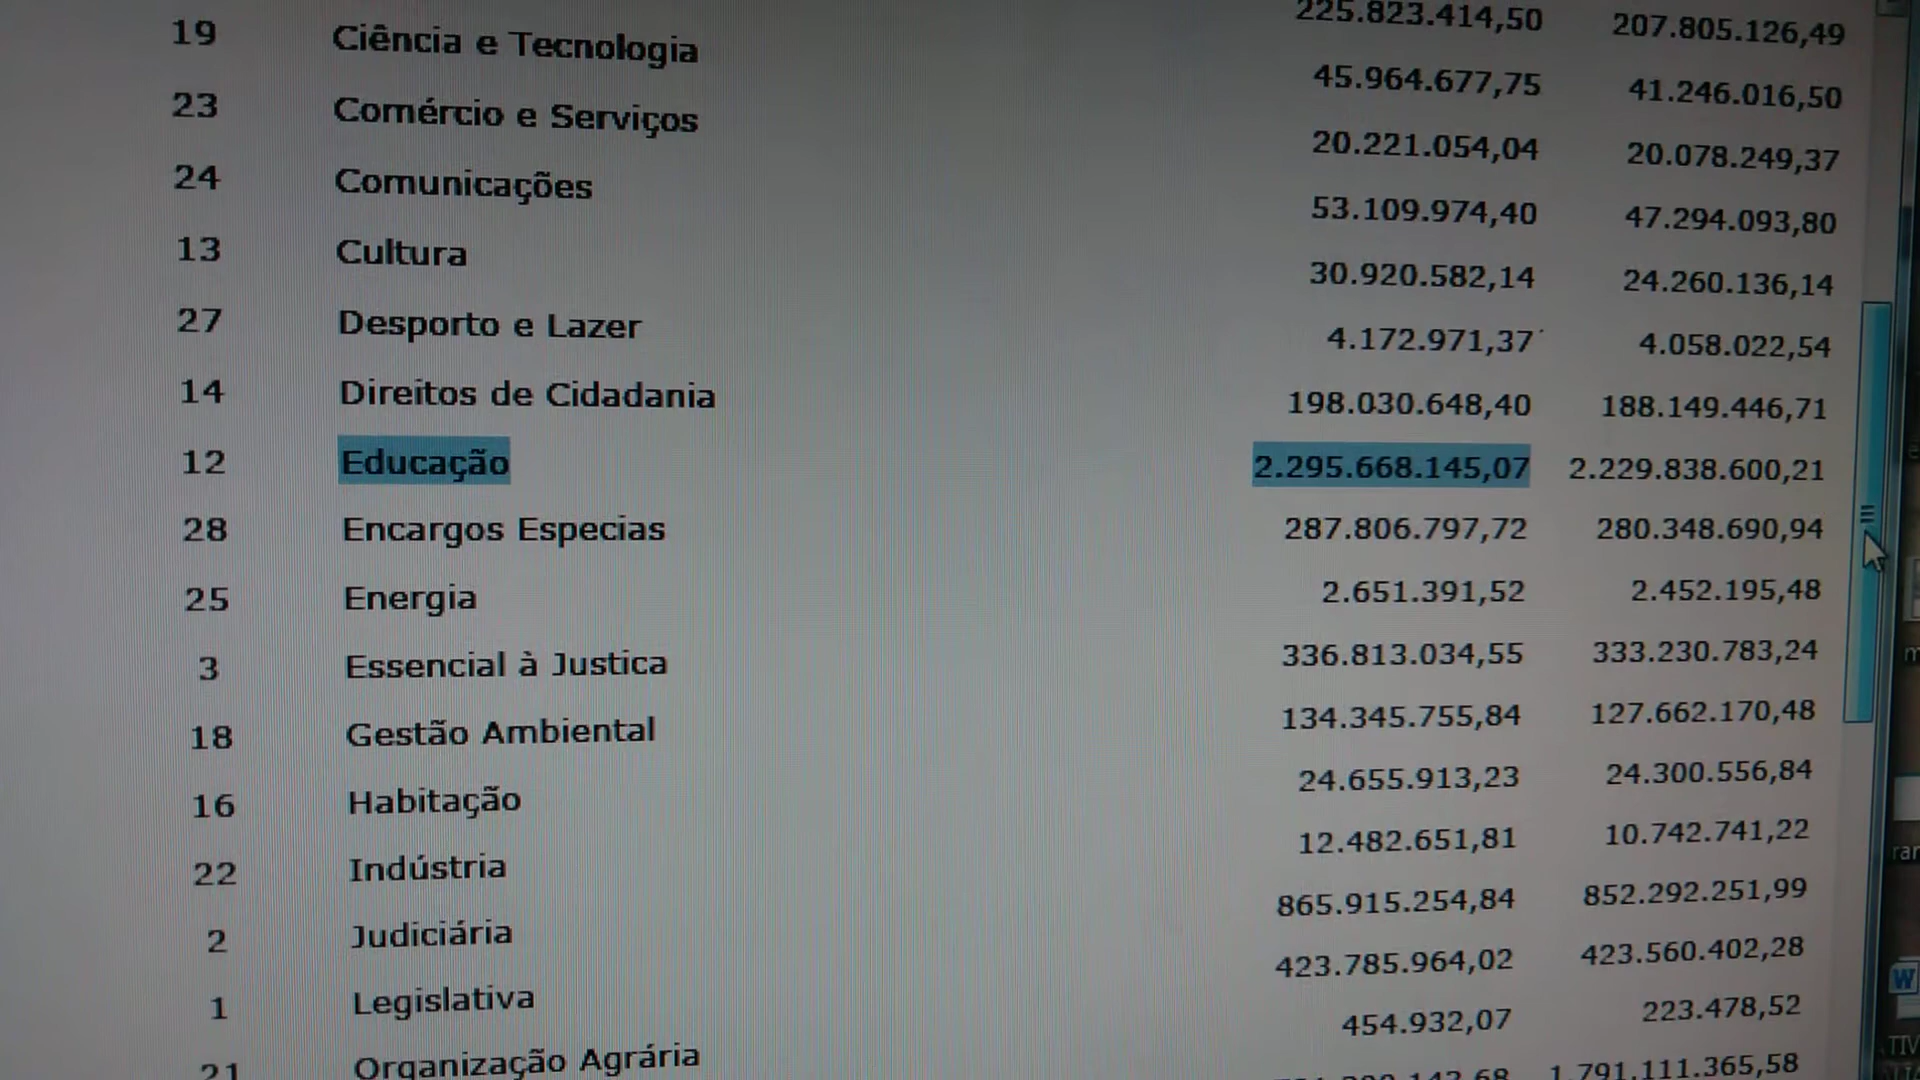 225.823.414,50 207.805.126,49
19 Ciência e Tecnologia 45.964.677,75 41.246.016,50
23 Comércio e Serviços 20.221.054,04 20.078.249,37
24 Comunicações 53.109.974,40 47.294.093,80
13 Cultura 30.920.582,14 24.260.136,14
27 Desporto e Lazer 4.172.971,37 4.058.022,54
14 Direitos de Cidadania 198.030.648,40 188.149.446,71
12 Educação 2.295.668.145,07 2.229.838.600,21
28 Encargos Especias 287.806.797,72 280.348.690,94
25 Energia 2.651.391,52 2.452.195,48
3 Essencial à Justica 336.813.034,55 333.230.783,24
18 Gestão Ambiental 134.345.755,84 127.662.170,48
16 Habitação 24.655.913,23 24.300.556,84
22 Indústria 12.482.651,81 10.742.741,22
2 Judiciária 865.915.254,84 852.292.251,99
1 Legislativa 423.785.964,02 423.560.402,28
21 Organização Agrária 454.932,07 223.478,52
1.791.111.365,58